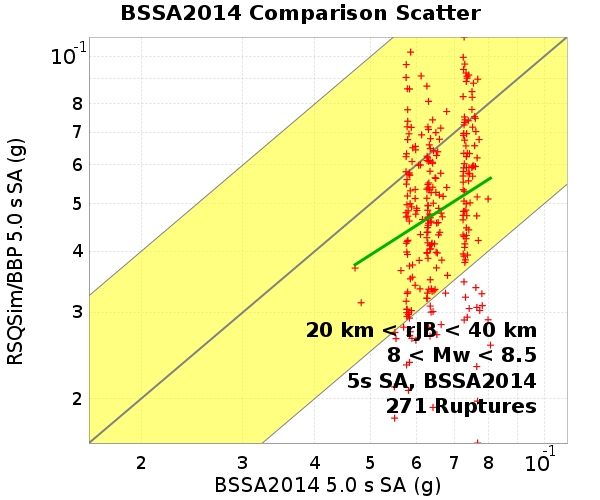 BSSA2014 Comparison Scatter
RSQSim/BBP 5.0 s SA (g)
10-1
8
7
6
5
4
3
2
20 km < rJB < 40 km
8 < Mw < 8.5
5s SA, BSSA2014
271 Ruptures
2 3 4 5 6 7 8 10-1
BSSA2014 5.0 s SA (g)